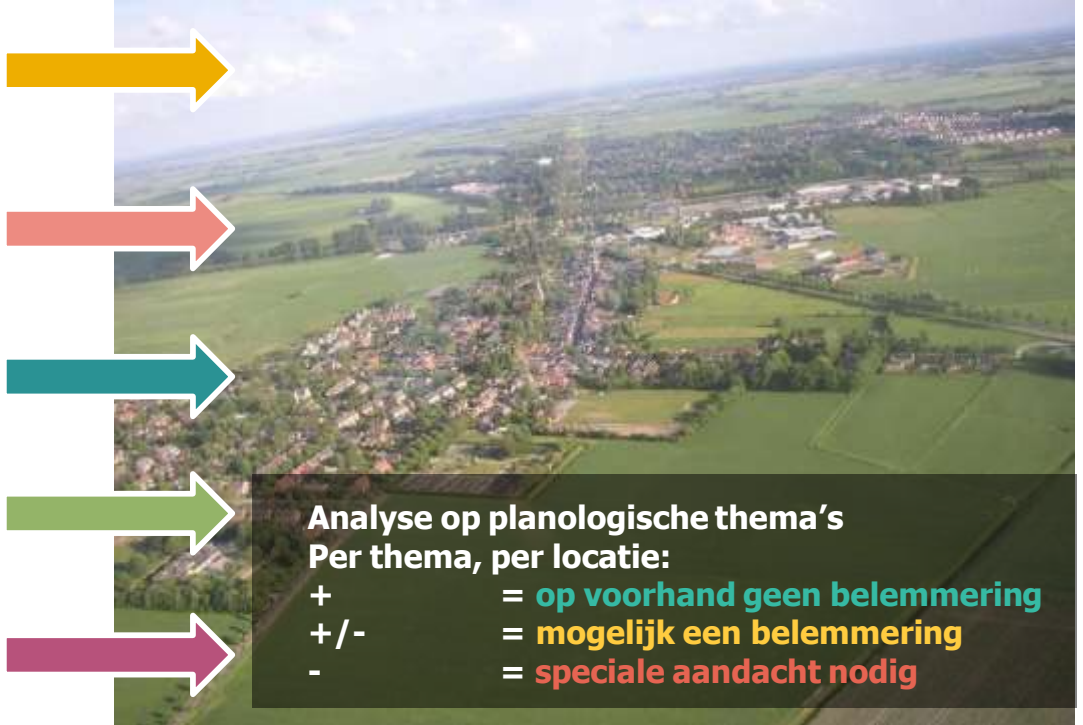 Analyse op planologische thema’s
Per thema, per locatie:
+ = op voorhand geen belemmering
+/- = mogelijk een belemmering
- = speciale aandacht nodig